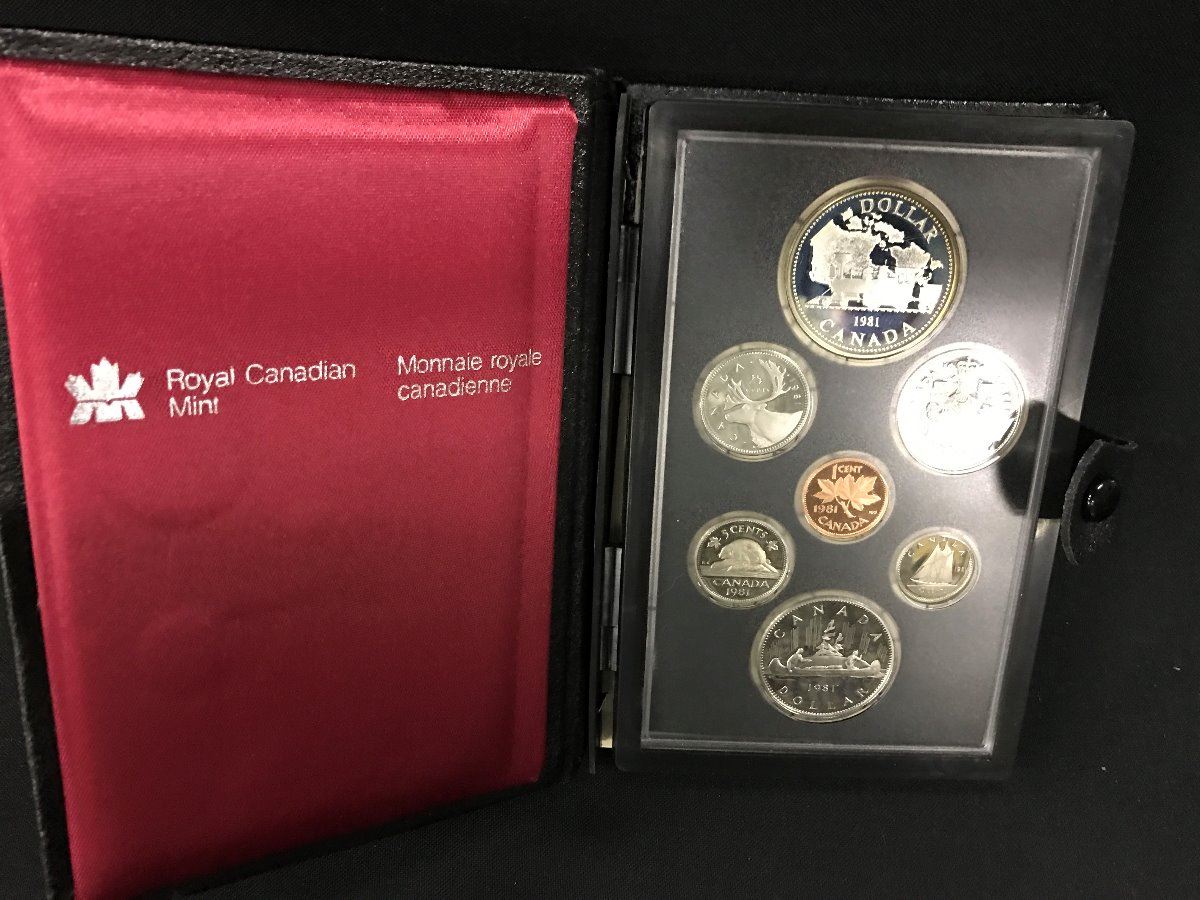 Royal Canadian
Mint
Monnaie royale
canadienne
DOLLAR
1981
CANADA
1 CENT
1981
CANADA
5 CENTS
CANADA
1981
CANADA
CANADA
1981
DOLLAR